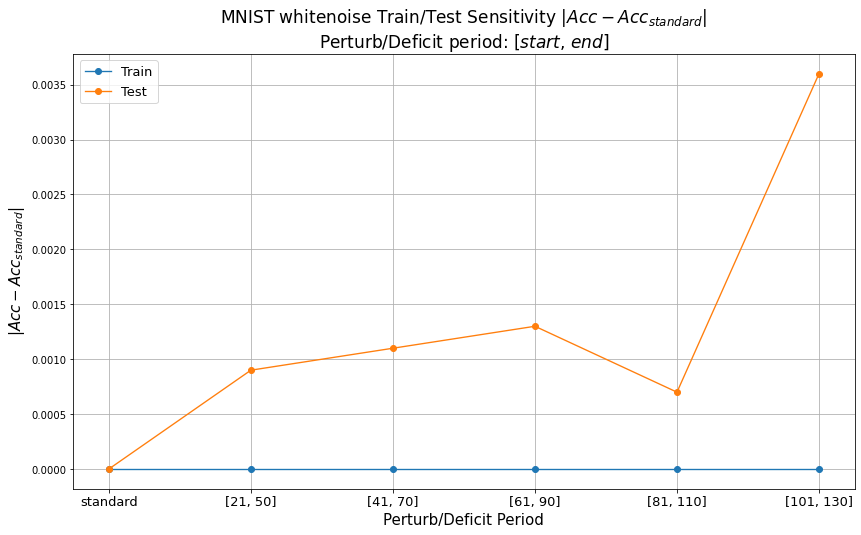 MNIST whitenoise Train/Test Sensitivity |Acc − Acc_standard|
Perturb/Deficit period: [start, end]
Train
Test
|Acc − Acc_standard|
0.0035
0.0030
0.0025
0.0020
0.0015
0.0010
0.0005
0.0000
standard [21, 50] [41, 70] [61, 90] [81, 110] [101, 130]
Perturb/Deficit Period